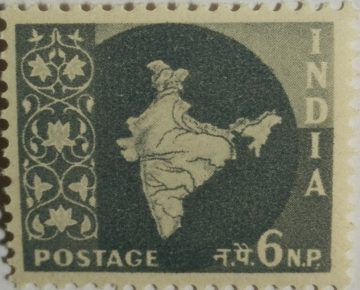 INDIA
POSTAGE न.पै. 6 N.P.